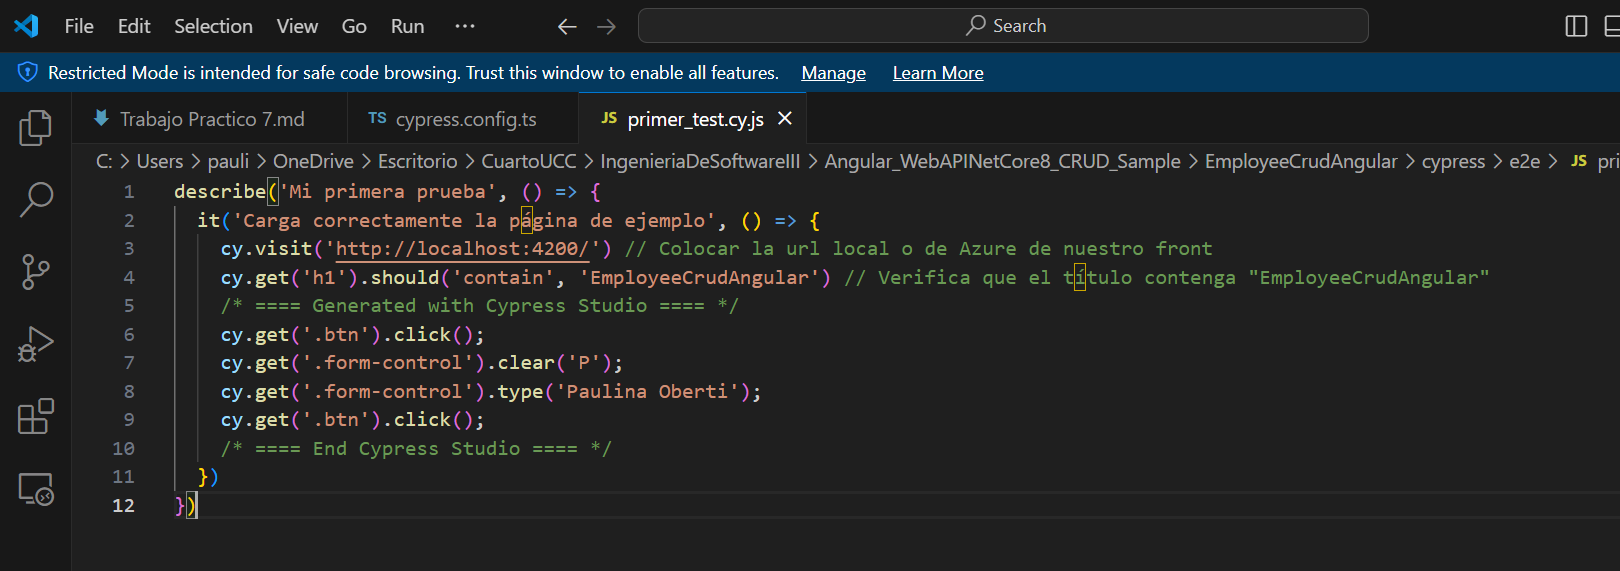 File Edit Selection View Go Run ··· Search
Restricted Mode is intended for safe code browsing. Trust this window to enable all features. Manage Learn More
Trabajo Practico 7.md TS cypress.config.ts JS primer_test.cy.js
C: > Users > pauli > OneDrive > Escritorio > CuartoUCC > IngenieriaDeSoftwareIII > Angular_WebAPINetCore8_CRUD_Sample > EmployeeCrudAngular > cypress > e2e > JS pri
1 describe('Mi primera prueba', () => {
2 it('Carga correctamente la página de ejemplo', () => {
3 cy.visit('http://localhost:4200/') // Colocar la url local o de Azure de nuestro front
4 cy.get('h1').should('contain', 'EmployeeCrudAngular') // Verifica que el título contenga "EmployeeCrudAngular"
5 /* ==== Generated with Cypress Studio ==== */
6 cy.get('.btn').click();
7 cy.get('.form-control').clear('P');
8 cy.get('.form-control').type('Paulina Oberti');
9 cy.get('.btn').click();
10 /* ==== End Cypress Studio ==== */
11 })
12 })